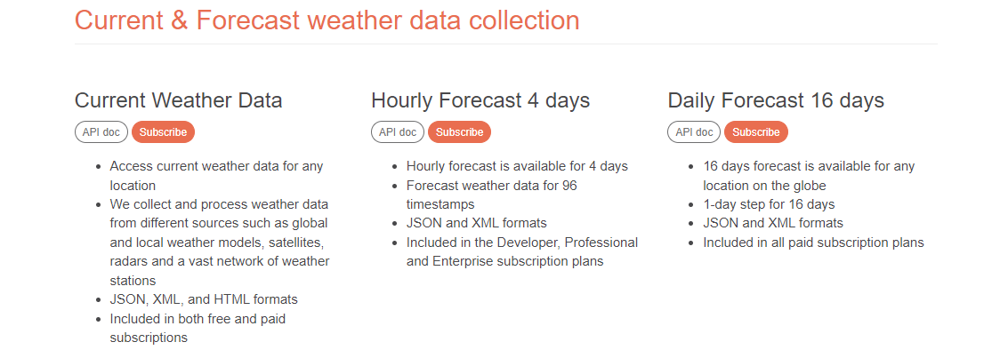 Current & Forecast weather data collection
Current Weather Data
API doc Subscribe
• Access current weather data for any
location
• We collect and process weather data
from different sources such as global
and local weather models, satellites,
radars and a vast network of weather
stations
• JSON, XML, and HTML formats
• Included in both free and paid
subscriptions
Hourly Forecast 4 days
API doc Subscribe
• Hourly forecast is available for 4 days
• Forecast weather data for 96
timestamps
• JSON and XML formats
• Included in the Developer, Professional
and Enterprise subscription plans
Daily Forecast 16 days
API doc Subscribe
• 16 days forecast is available for any
location on the globe
• 1-day step for 16 days
• JSON and XML formats
• Included in all paid subscription plans